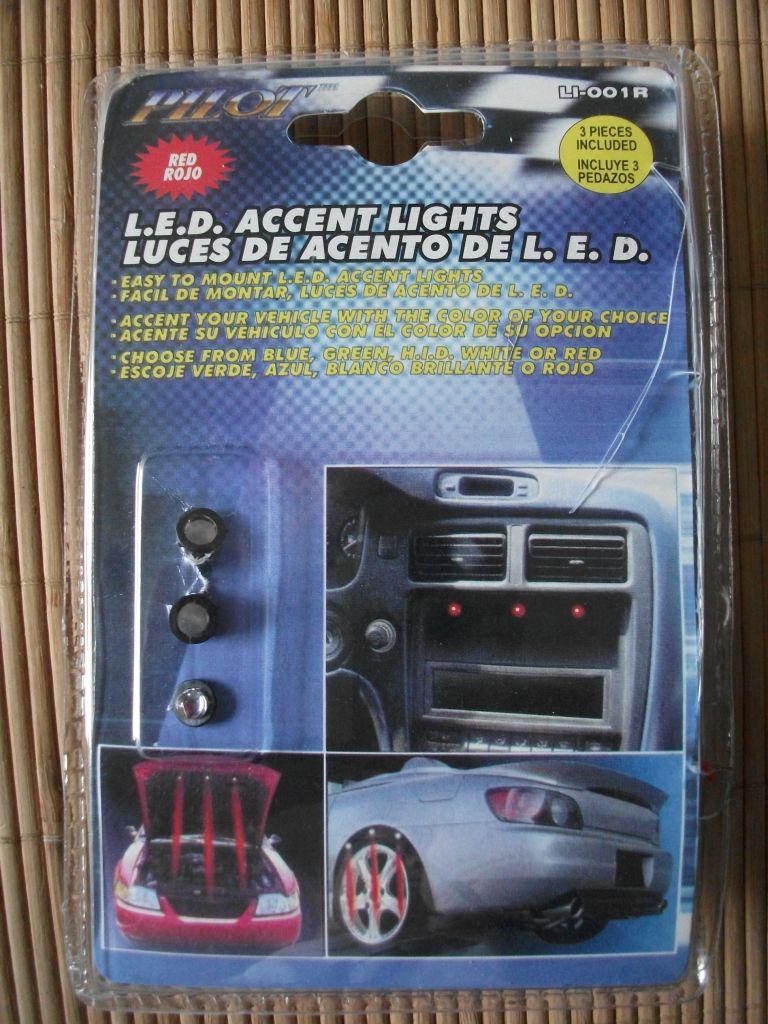 PILOT
LI-001R
RED
ROJO
3 PIECES
INCLUDED
INCLUYE 3
PEDAZOS
L.E.D. ACCENT LIGHTS
LUCES DE ACENTO DE L. E. D.
· EASY TO MOUNT L.E.D. ACCENT LIGHTS
· FACIL DE MONTAR, LUCES DE ACENTO DE L. E. D.
· ACCENT YOUR VEHICLE WITH THE COLOR OF YOUR CHOICE
· ACENTE SU VEHICULO CON EL COLOR DE SU OPCION
· CHOOSE FROM BLUE, GREEN, H.I.D. WHITE OR RED
· ESCOJE VERDE, AZUL, BLANCO BRILLANTE O ROJO